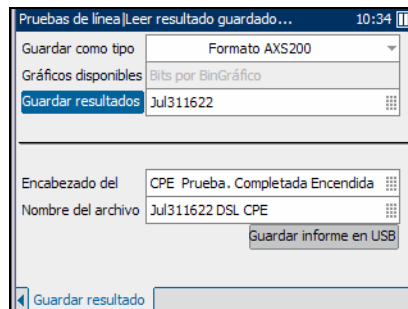 Pruebas de línea|Leer resultado guardado... 10:34
Guardar como tipo Formato AXS200
Gráficos disponibles Bits por BinGráfico
Guardar resultados Jul311622
Encabezado del CPE Prueba. Completada Encendida
Nombre del archivo Jul311622 DSL CPE
Guardar informe en USB
Guardar resultado